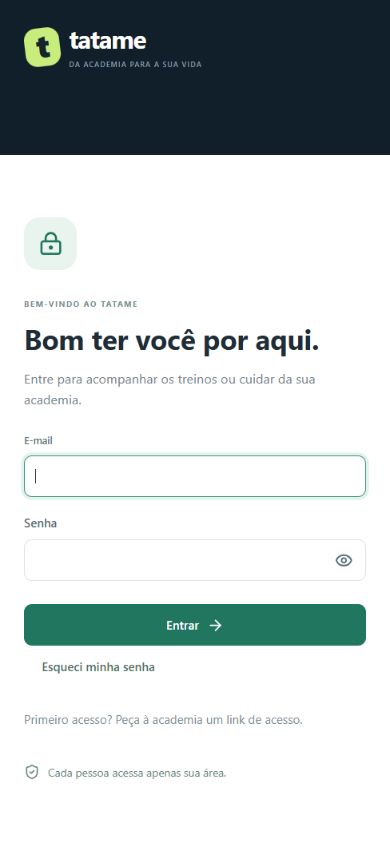 t tatame
DA ACADEMIA PARA A SUA VIDA
BEM-VINDO AO TATAME
Bom ter você por aqui.
Entre para acompanhar os treinos ou cuidar da sua
academia.
E-mail
Senha
Entrar
Esqueci minha senha
Primeiro acesso? Peça à academia um link de acesso.
Cada pessoa acessa apenas sua área.